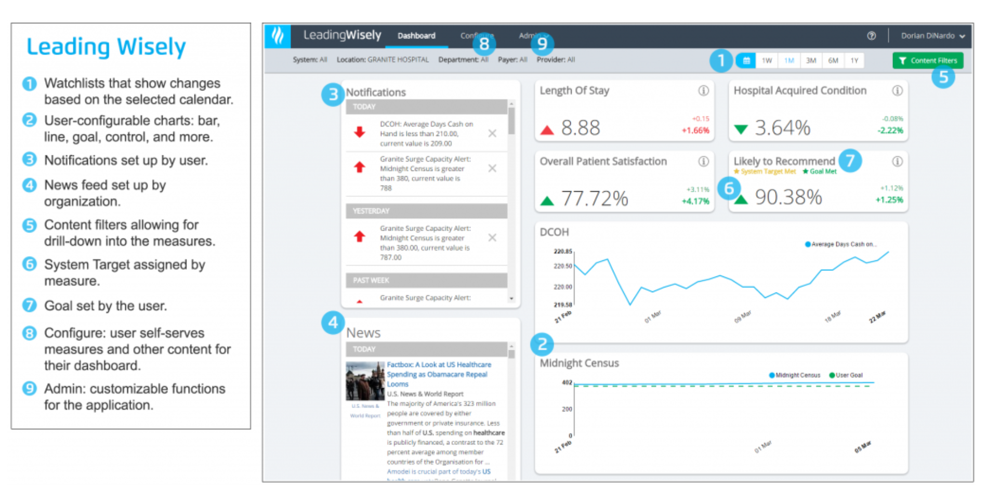 Leading Wisely
1 Watchlists that show changes
based on the selected calendar.
2 User-configurable charts: bar,
line, goal, control, and more.
3 Notifications set up by user.
4 News feed set up by
organization.
5 Content filters allowing for
drill-down into the measures.
6 System Target assigned by
measure.
7 Goal set by the user.
8 Configure: user self-serves
measures and other content for
their dashboard.
9 Admin: customizable functions
for the application.
LeadingWisely Dashboard Configure 8 Admin 9 Dorian DiNardo
System: All Location: GRANITE HOSPITAL Department: All Payer: All Provider: All
1 1W 1M 3M 6M 1Y Content Filters
5
3 Notifications
TODAY
DCOH: Average Days Cash on
Hand is less than 210.00,
current value is 209.00
Granite Surge Capacity Alert:
Midnight Census is greater
than 380, current value is
788
YESTERDAY
Granite Surge Capacity Alert:
Midnight Census is greater
than 380.00, current value is
787.00
PAST WEEK
Granite Surge Capacity Alert:
4
News
TODAY
Factbox: A Look at US Healthcare
Spending as Obamacare Repeal
Looms
U.S. News & World Report
U.S. News &
World Report
The majority of America's 323 million
people are covered by either
government or private insurance. Less
than half of U.S. spending on healthcare
is publicly financed, a contrast to the 72
percent average among member
countries of the Organisation for ...
Amodei is crucial part of today's US
Length Of Stay
8.88
+0.15
+1.66%
Hospital Acquired Condition
3.64%
-0.08%
-2.22%
Overall Patient Satisfaction
77.72%
+3.11%
+4.17%
Likely to Recommend 7
System Target Met Goal Met
6
90.38%
+1.12%
+1.25%
DCOH
Average Days Cash on...
220.85
220.50
220.00
219.58
21 Feb 01 Mar 09 Mar 18 Mar 22 Mar
2
Midnight Census
Midnight Census User Goal
402
200
0
21 Feb 01 Mar 05 Mar